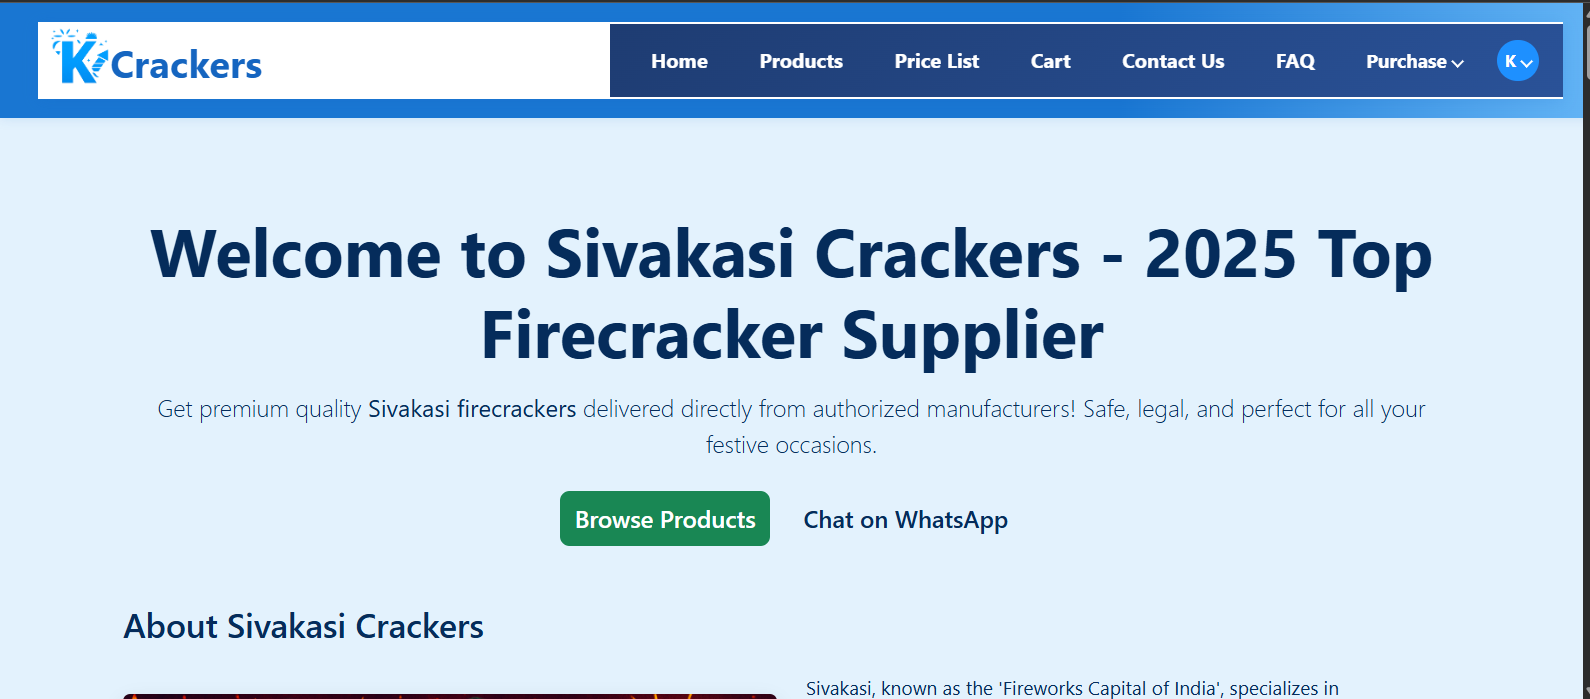 K Crackers
Home Products Price List Cart Contact Us FAQ Purchase K
Welcome to Sivakasi Crackers - 2025 Top
Firecracker Supplier
Get premium quality Sivakasi firecrackers delivered directly from authorized manufacturers! Safe, legal, and perfect for all your
festive occasions.
Browse Products Chat on WhatsApp
About Sivakasi Crackers
Sivakasi, known as the 'Fireworks Capital of India', specializes in